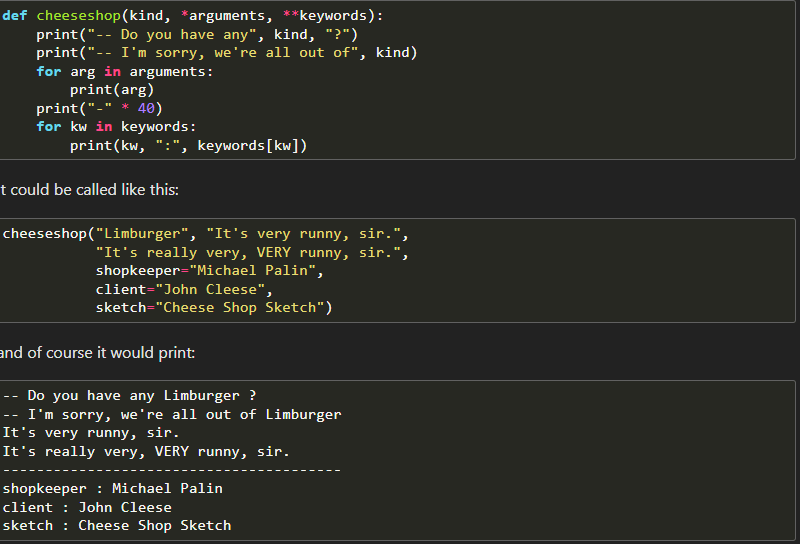 def cheeseshop(kind, *arguments, **keywords):
    print("-- Do you have any", kind, "?")
    print("-- I'm sorry, we're all out of", kind)
    for arg in arguments:
        print(arg)
    print("-" * 40)
    for kw in keywords:
        print(kw, ":", keywords[kw])
t could be called like this:
cheeseshop("Limburger", "It's very runny, sir.",
           "It's really very, VERY runny, sir.",
           shopkeeper="Michael Palin",
           client="John Cleese",
           sketch="Cheese Shop Sketch")
and of course it would print:
-- Do you have any Limburger ?
-- I'm sorry, we're all out of Limburger
It's very runny, sir.
It's really very, VERY runny, sir.
----------------------------------------
shopkeeper : Michael Palin
client : John Cleese
sketch : Cheese Shop Sketch